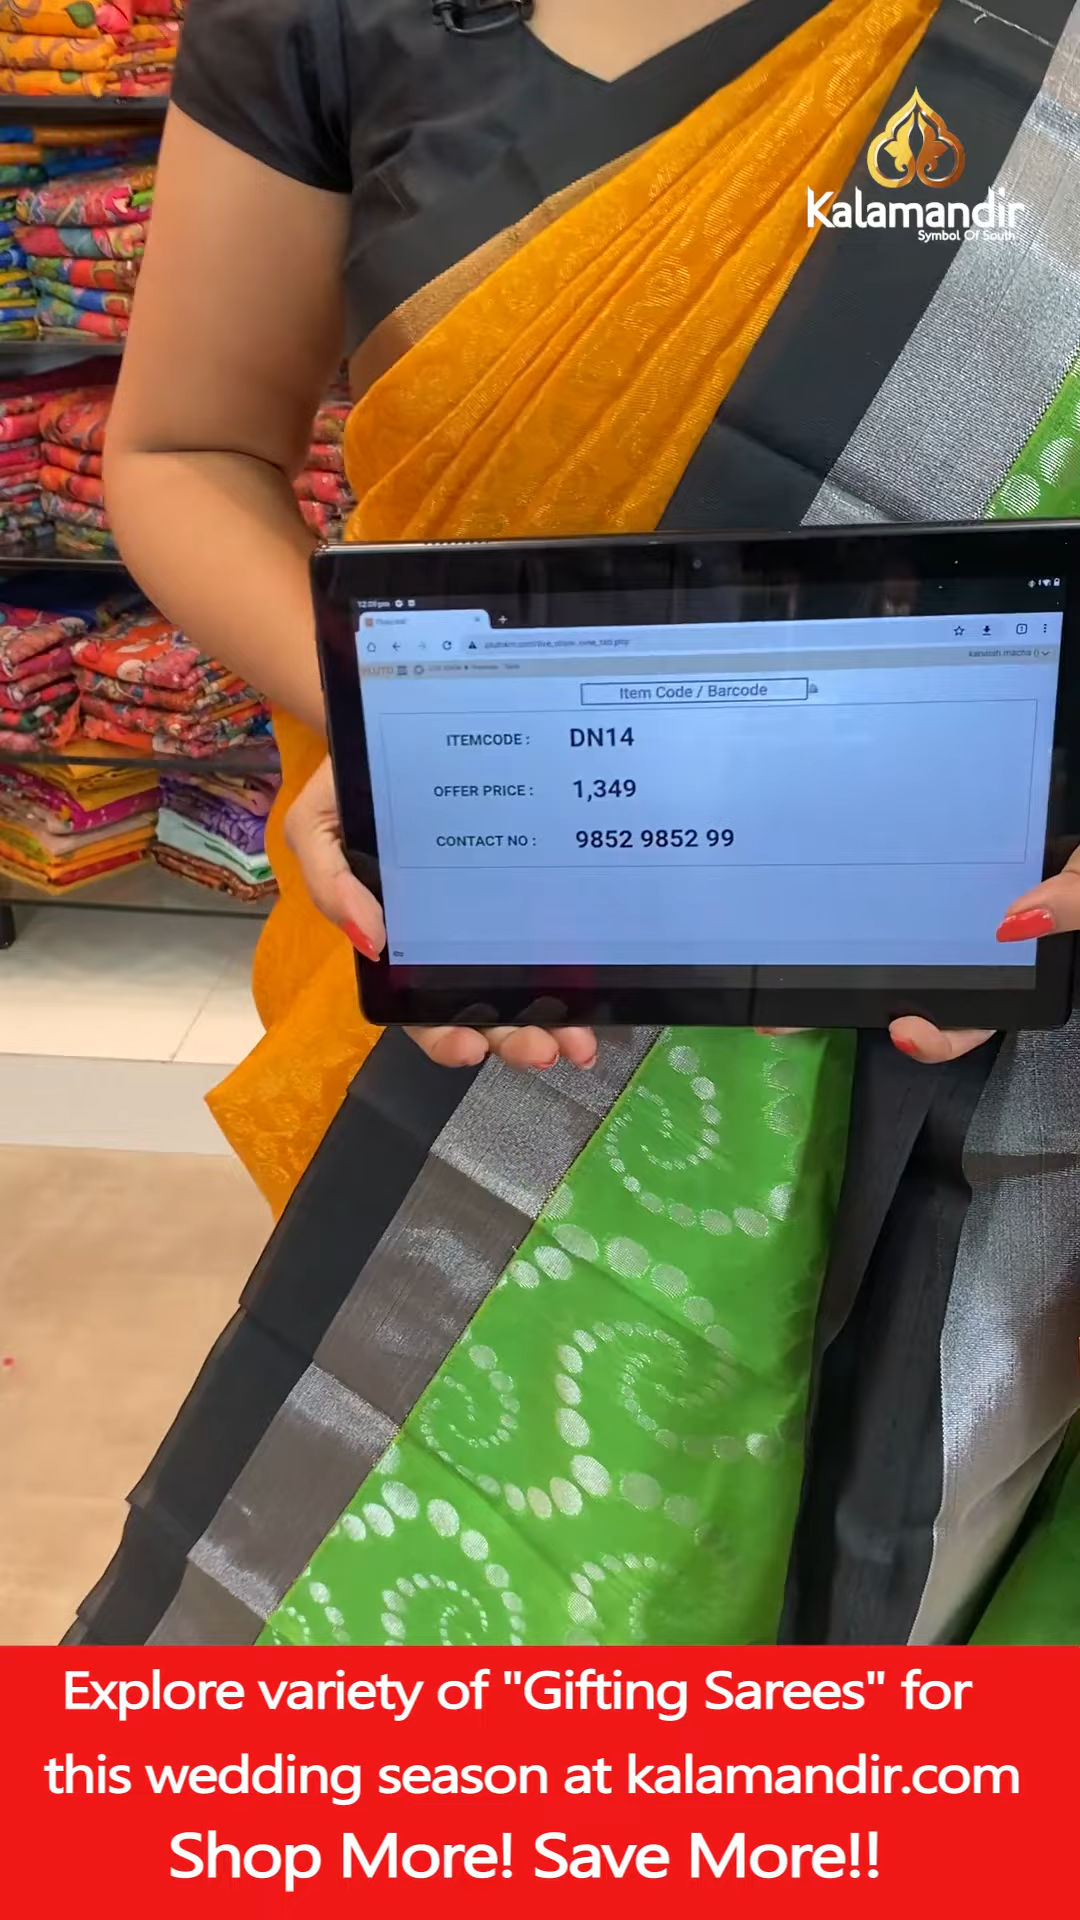 Kalamandir
Symbol Of South
Item Code / Barcode
ITEMCODE : DN14
OFFER PRICE : 1,349
CONTACT NO : 9852 9852 99
Explore variety of "Gifting Sarees" for
this wedding season at kalamandir.com
Shop More! Save More!!